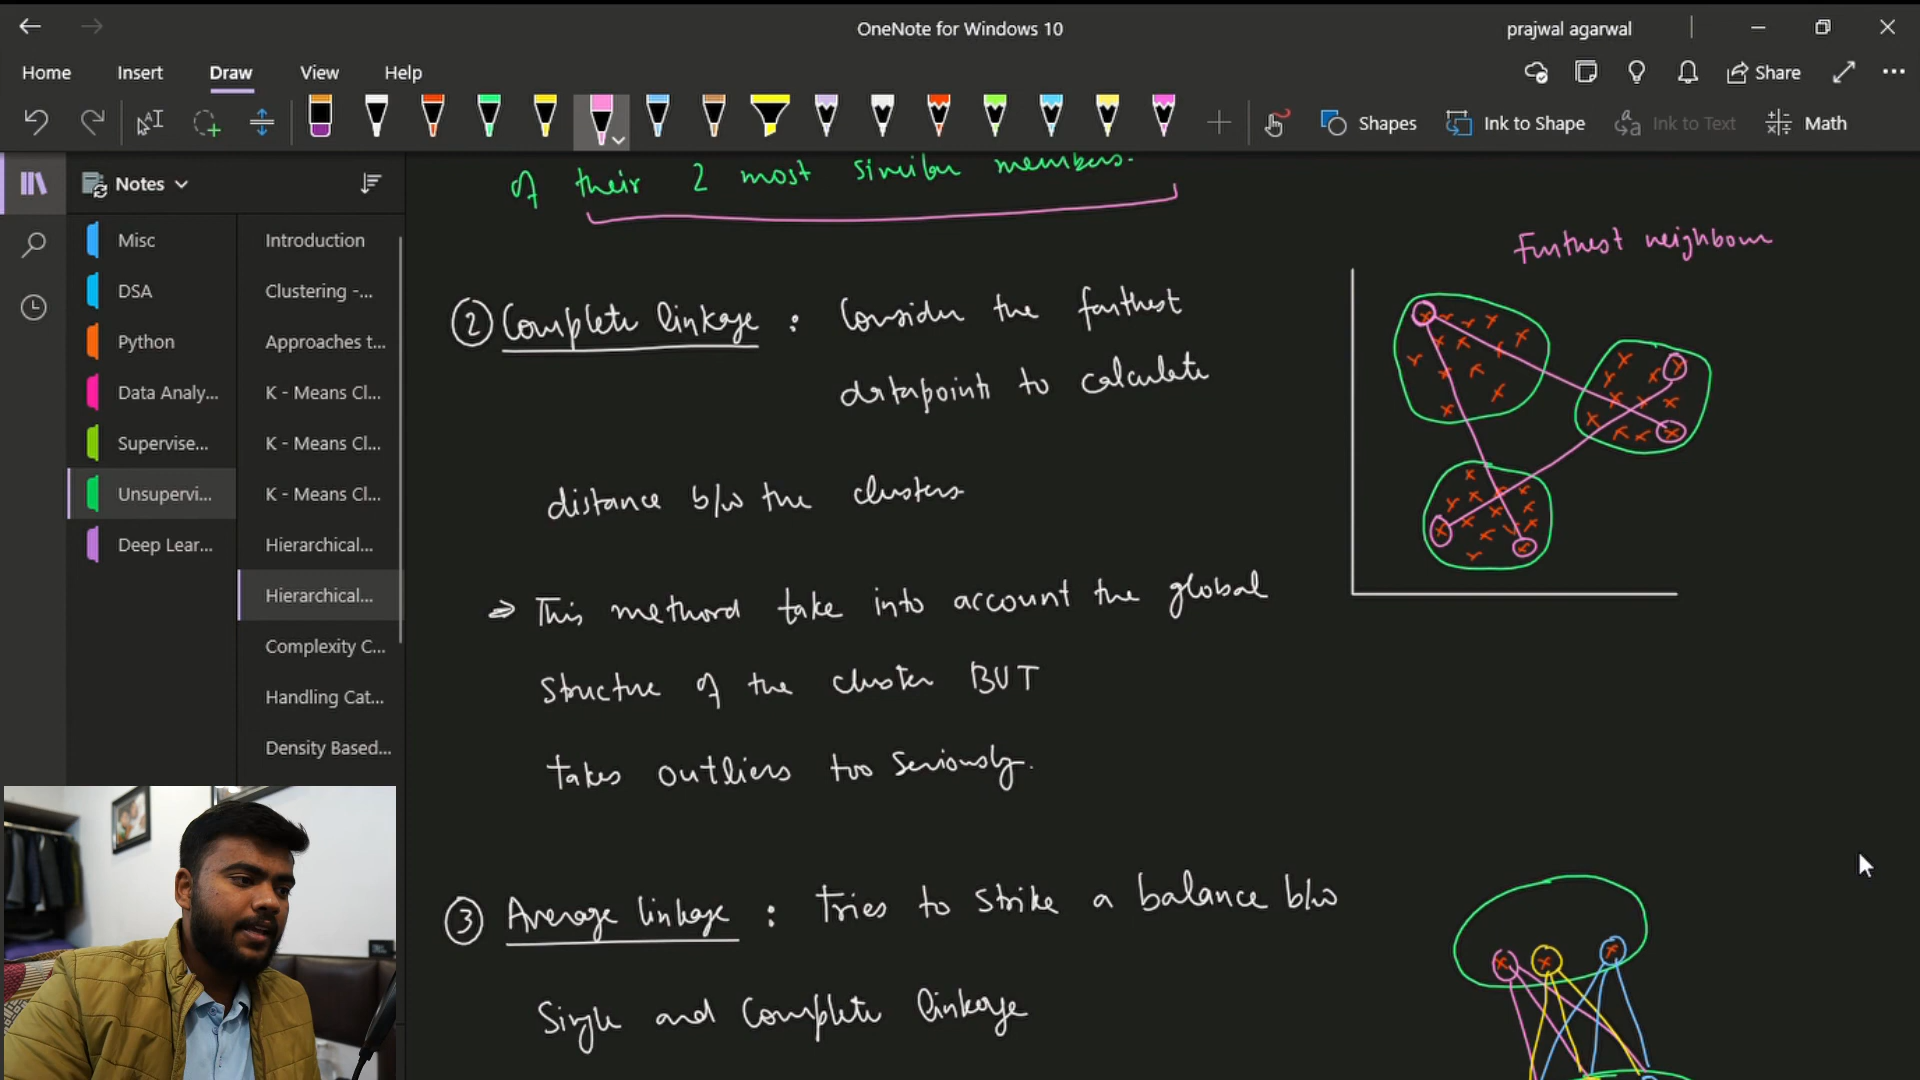 OneNote for Windows 10
prajwal agarwal
Home Insert Draw View Help
Share
Shapes Ink to Shape Ink to Text Math
Notes
Misc
DSA
Python
Data Analy...
Supervise...
Unsupervi...
Deep Lear...
Introduction
Clustering -...
Approaches t...
K - Means Cl...
K - Means Cl...
K - Means Cl...
Hierarchical...
Hierarchical...
Complexity C...
Handling Cat...
Density Based...
of their 2 most similar members.
② Complete linkage : Consider the farthest
datapoints to calculate
distance b/w the clusters
⇒ This method take into account the global
structure of the cluster BUT
takes outliers too seriously.
③ Average linkage : Tries to strike a balance b/w
Single and Complete linkage
Furthest neighbour